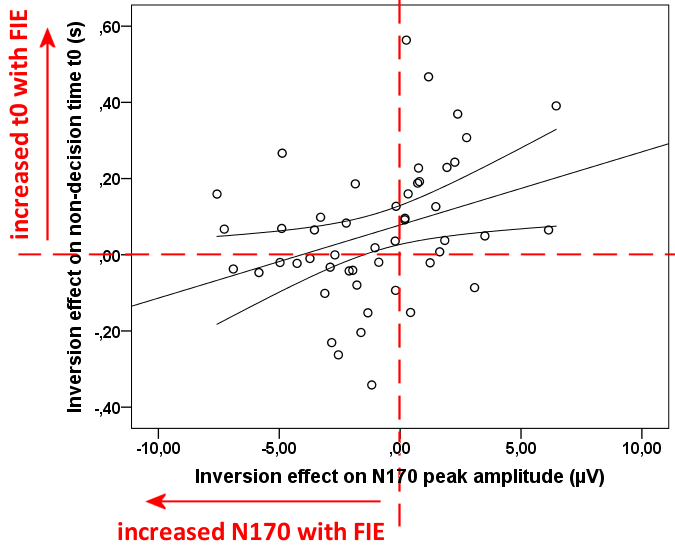 increased t0 with FIE
Inversion effect on non-decision time t0 (s)
,60
,40
,20
,00
-,20
-,40
-10,00 -5,00 ,00 5,00 10,00
Inversion effect on N170 peak amplitude (µV)
increased N170 with FIE